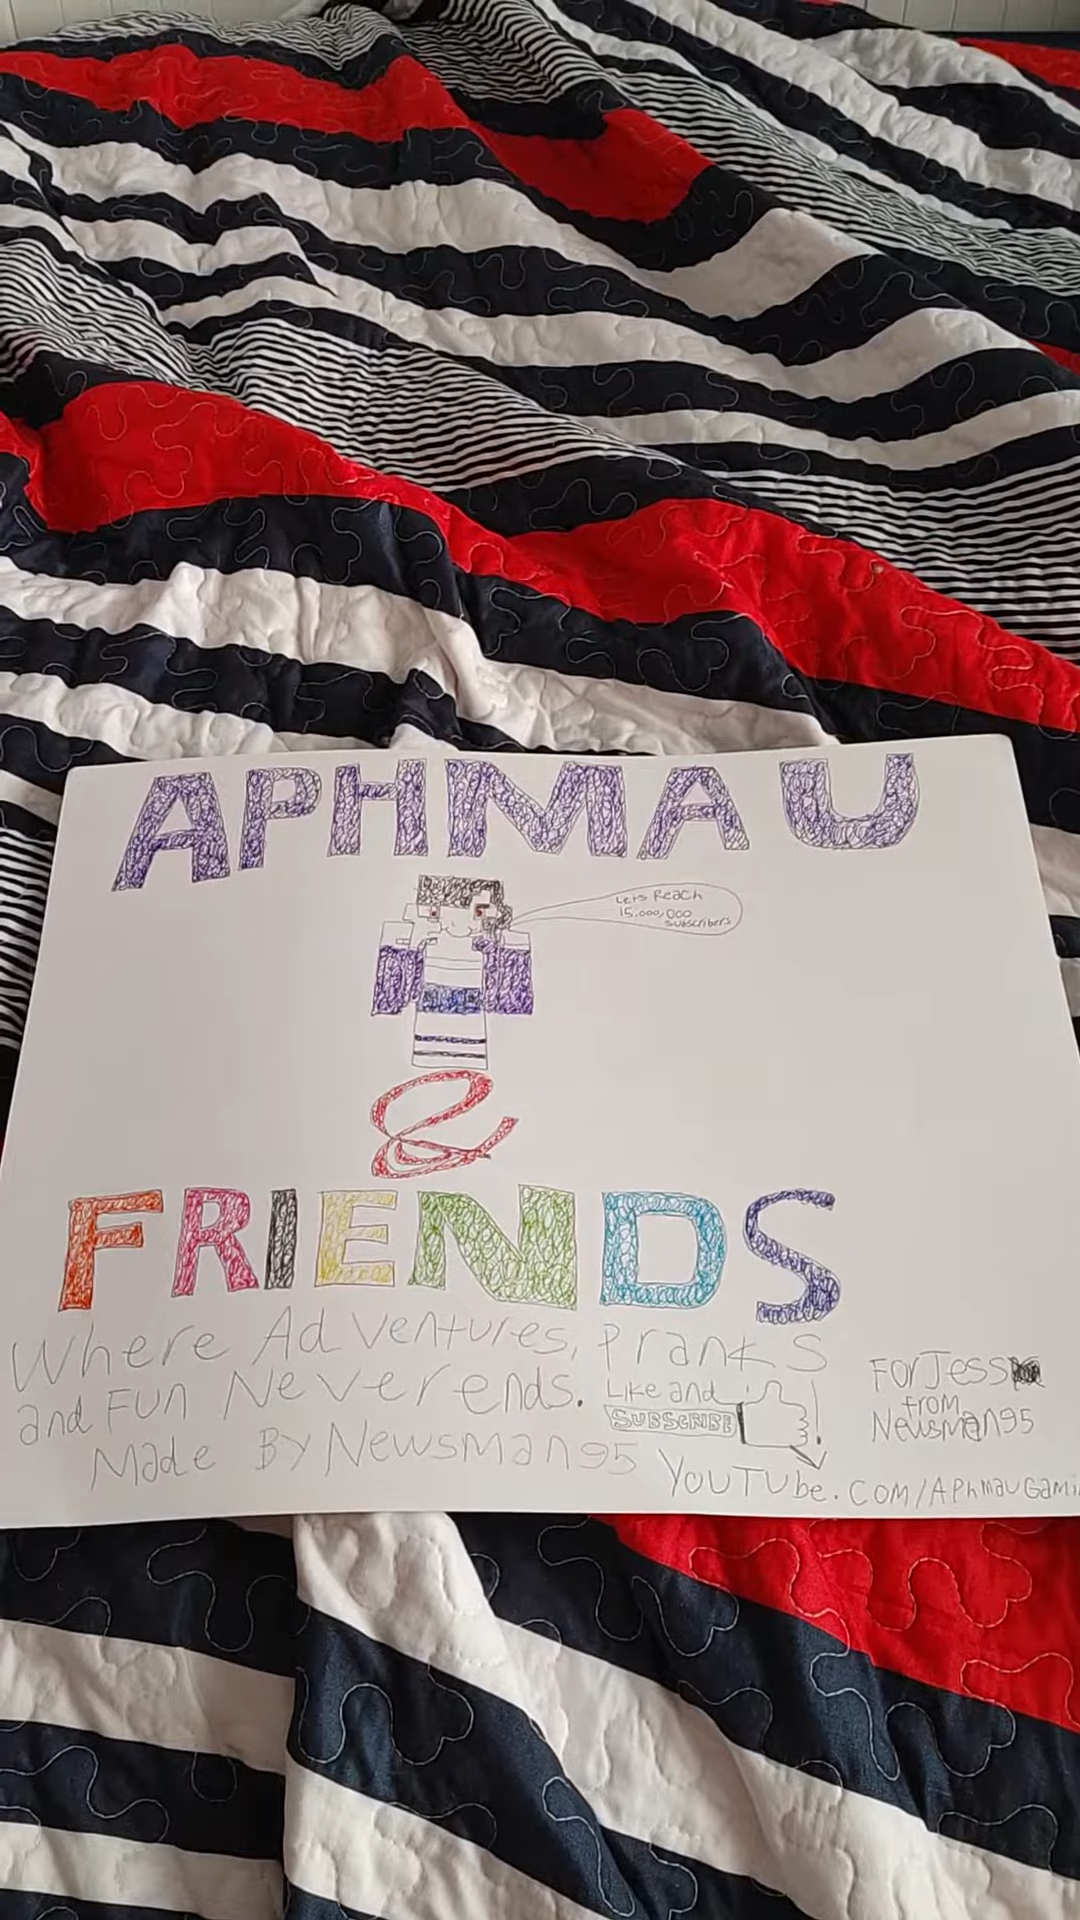 APHMAU
Lets Reach
15,000,000
subscribers
&
FRIENDS
Where Adventures, Pranks
and Fun Never ends.
Made By Newsman95
Like and
SUBSCRIBE
For Jess
from
Newsman95
YouTube.com/AphmauGami